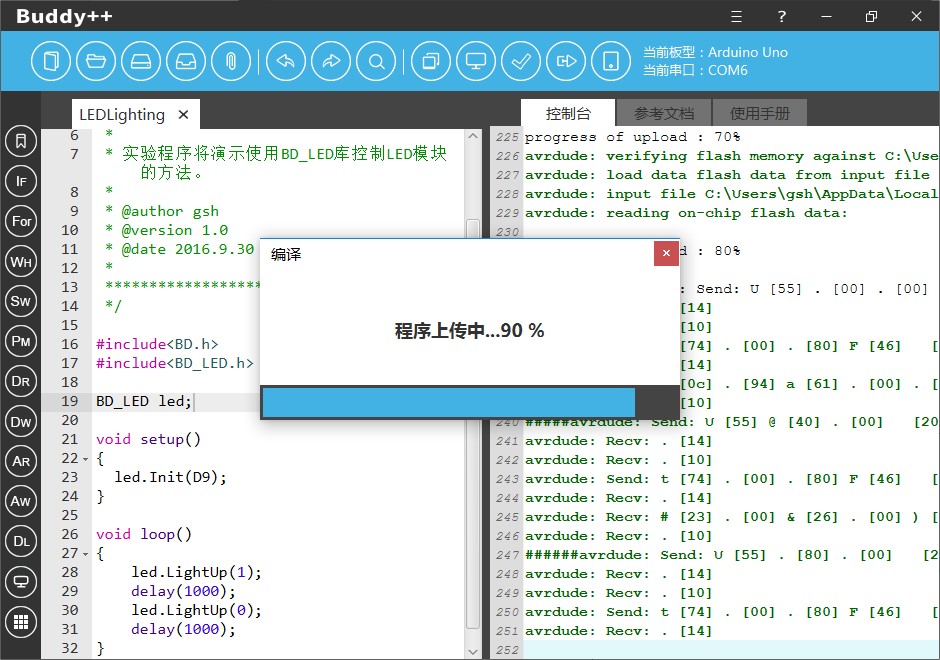 Buddy++
?
当前板型：Arduino Uno
当前串口：COM6
LEDLighting ×
控制台 参考文档 使用手册
IF
For
WH
SW
PM
DR
DW
AR
AW
DL
6 *
7 * 实验程序将演示使用BD_LED库控制LED模块
的方法。
8 *
9 * @author gsh
10 * @version 1.0
11 * @date 2016.9.30
12 *
13 ******************
14 */
15
16 #include<BD.h>
17 #include<BD_LED.h>
18
19 BD_LED led;
20
21 void setup()
22 {
23 led.Init(D9);
24 }
25
26 void loop()
27 {
28 led.LightUp(1);
29 delay(1000);
30 led.LightUp(0);
31 delay(1000);
32 }
编译
程序上传中...90 %
225 progress of upload : 70%
226 avrdude: verifying flash memory against C:\Use
227 avrdude: load data flash data from input file
228 avrdude: input file C:\Users\gsh\AppData\Local
229 avrdude: reading on-chip flash data:
230
d : 80%
: Send: U [55] . [00] . [00]
[14]
[10]
[74] . [00] . [80] F [46] [
[14]
[0c] . [94] a [61] . [00] . [
[10]
240 #####avrdude: Send: U [55] @ [40] . [00] [20
241 avrdude: Recv: . [14]
242 avrdude: Recv: . [10]
243 avrdude: Send: t [74] . [00] . [80] F [46] [
244 avrdude: Recv: . [14]
245 avrdude: Recv: # [23] . [00] & [26] . [00] ) [
246 avrdude: Recv: . [10]
247 ######avrdude: Send: U [55] . [80] . [00] [2
248 avrdude: Recv: . [14]
249 avrdude: Recv: . [10]
250 avrdude: Send: t [74] . [00] . [80] F [46] [
251 avrdude: Recv: . [14]
252